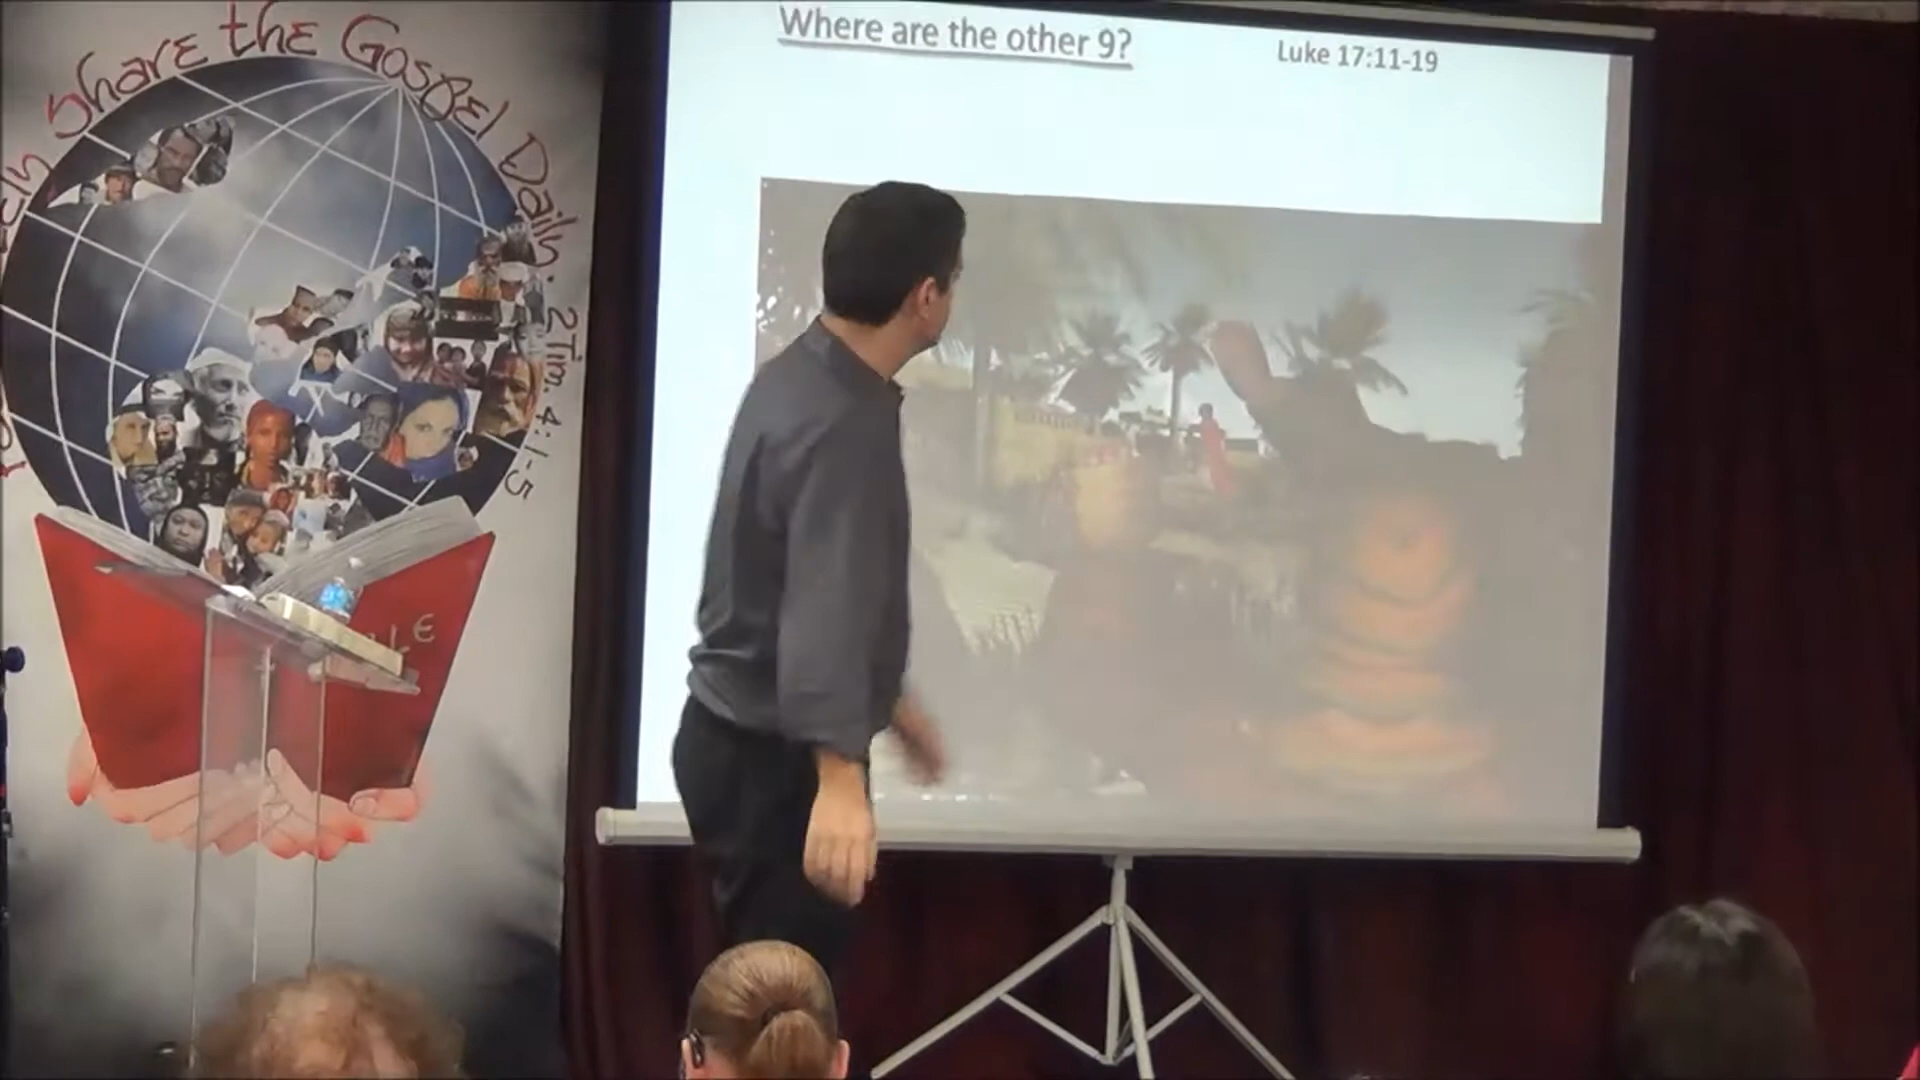 Share the Gospel Daily: 2Tim. 4:1-5
Where are the other 9?
Luke 17:11-19